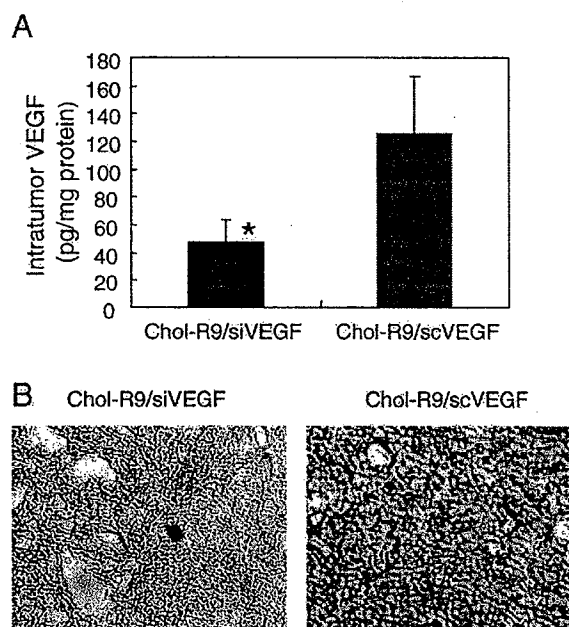 A
Intratumor VEGF
(pg/mg protein)
180
160
140
120
100
80
60
40
20
0
*
Chol-R9/siVEGF
Chol-R9/scVEGF
B
Chol-R9/siVEGF
Chol-R9/scVEGF